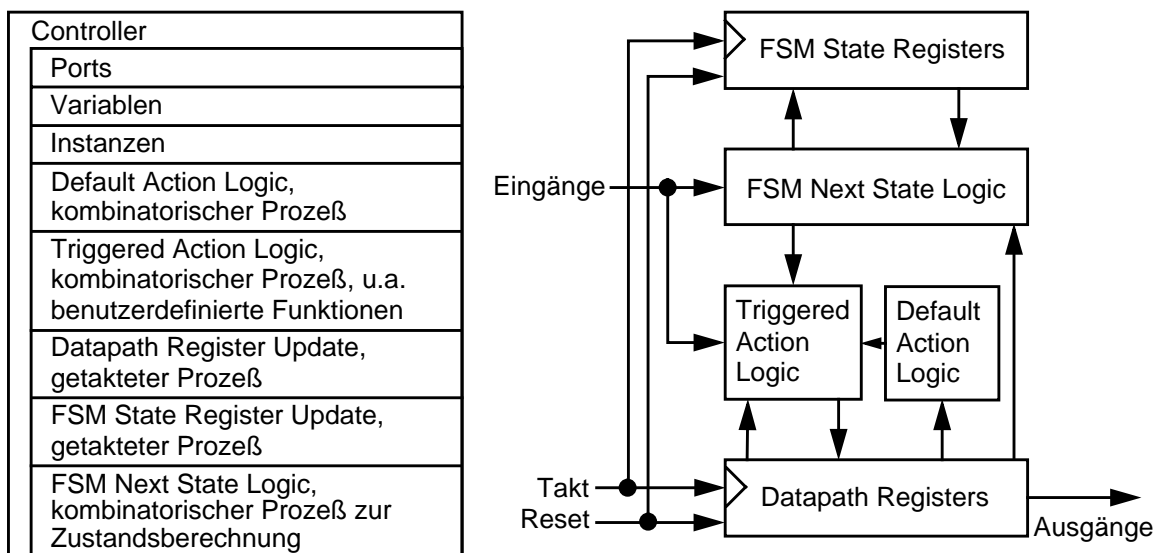 Controller
Ports
Variablen
Instanzen
Default Action Logic,
kombinatorischer Prozeß
Triggered Action Logic,
kombinatorischer Prozeß, u.a.
benutzerdefinierte Funktionen
Datapath Register Update,
getakteter Prozeß
FSM State Register Update,
getakteter Prozeß
FSM Next State Logic,
kombinatorischer Prozeß zur
Zustandsberechnung
FSM State Registers
Eingänge
FSM Next State Logic
Triggered
Action
Logic
Default
Action
Logic
Takt
Reset
Datapath Registers
Ausgänge